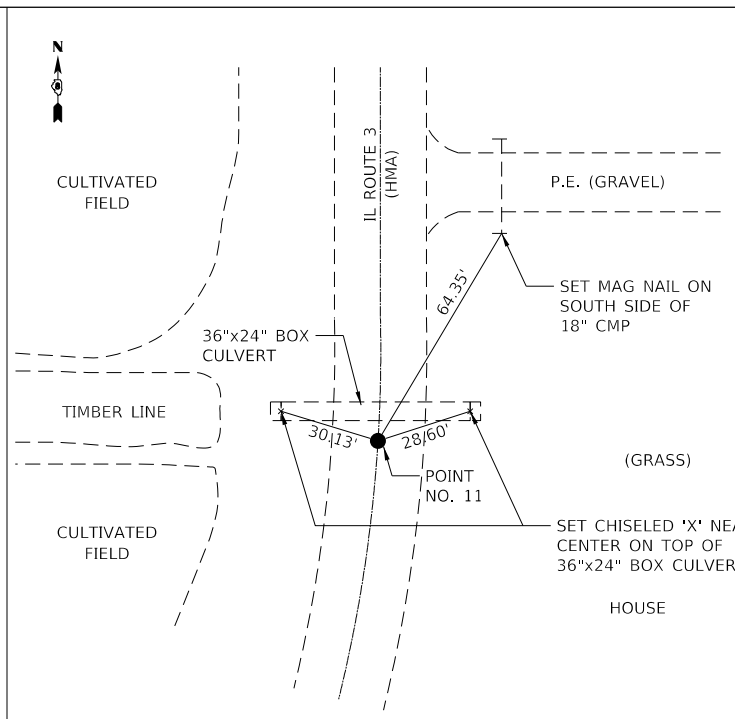 N
CULTIVATED
FIELD
IL ROUTE 3
(HMA)
P.E. (GRAVEL)
64.35'
SET MAG NAIL ON
SOUTH SIDE OF
18" CMP
36"x24" BOX
CULVERT
TIMBER LINE
30.13'
28.60'
POINT
NO. 11
(GRASS)
CULTIVATED
FIELD
SET CHISELED 'X' NEA
CENTER ON TOP OF
36"x24" BOX CULVER
HOUSE